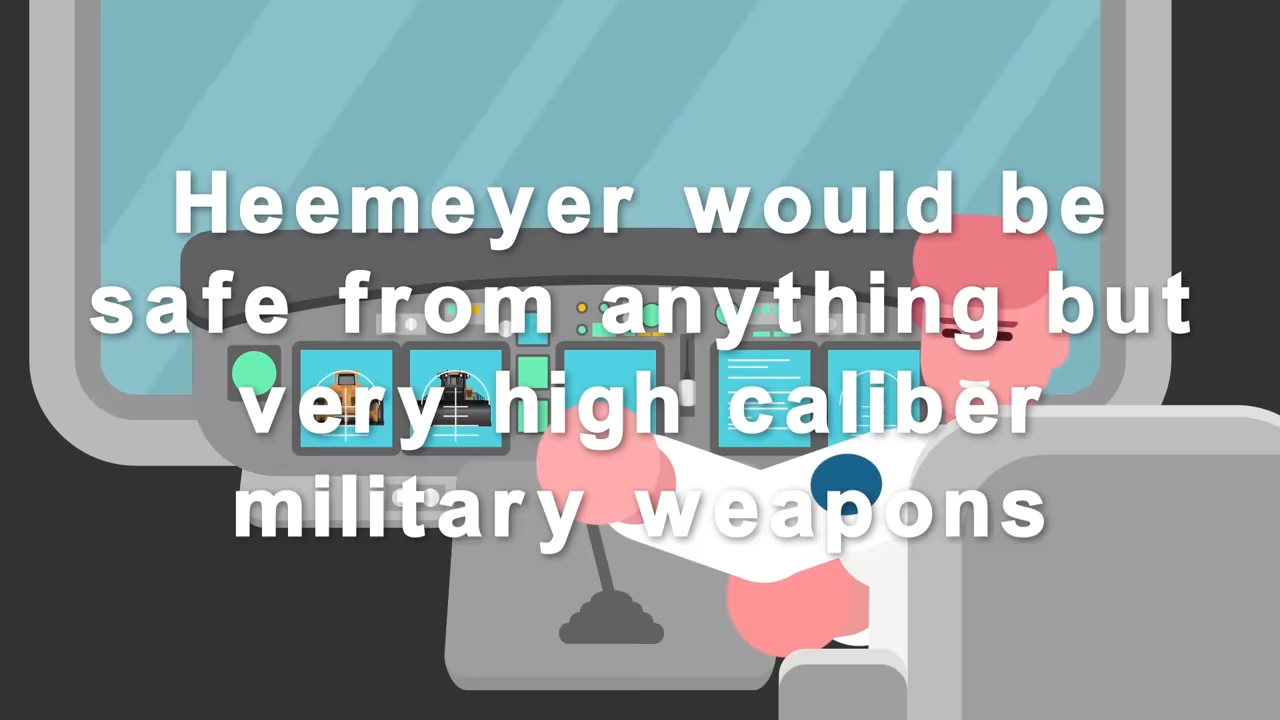 Heemeyer would be
safe from anything but
very high caliber
military weapons